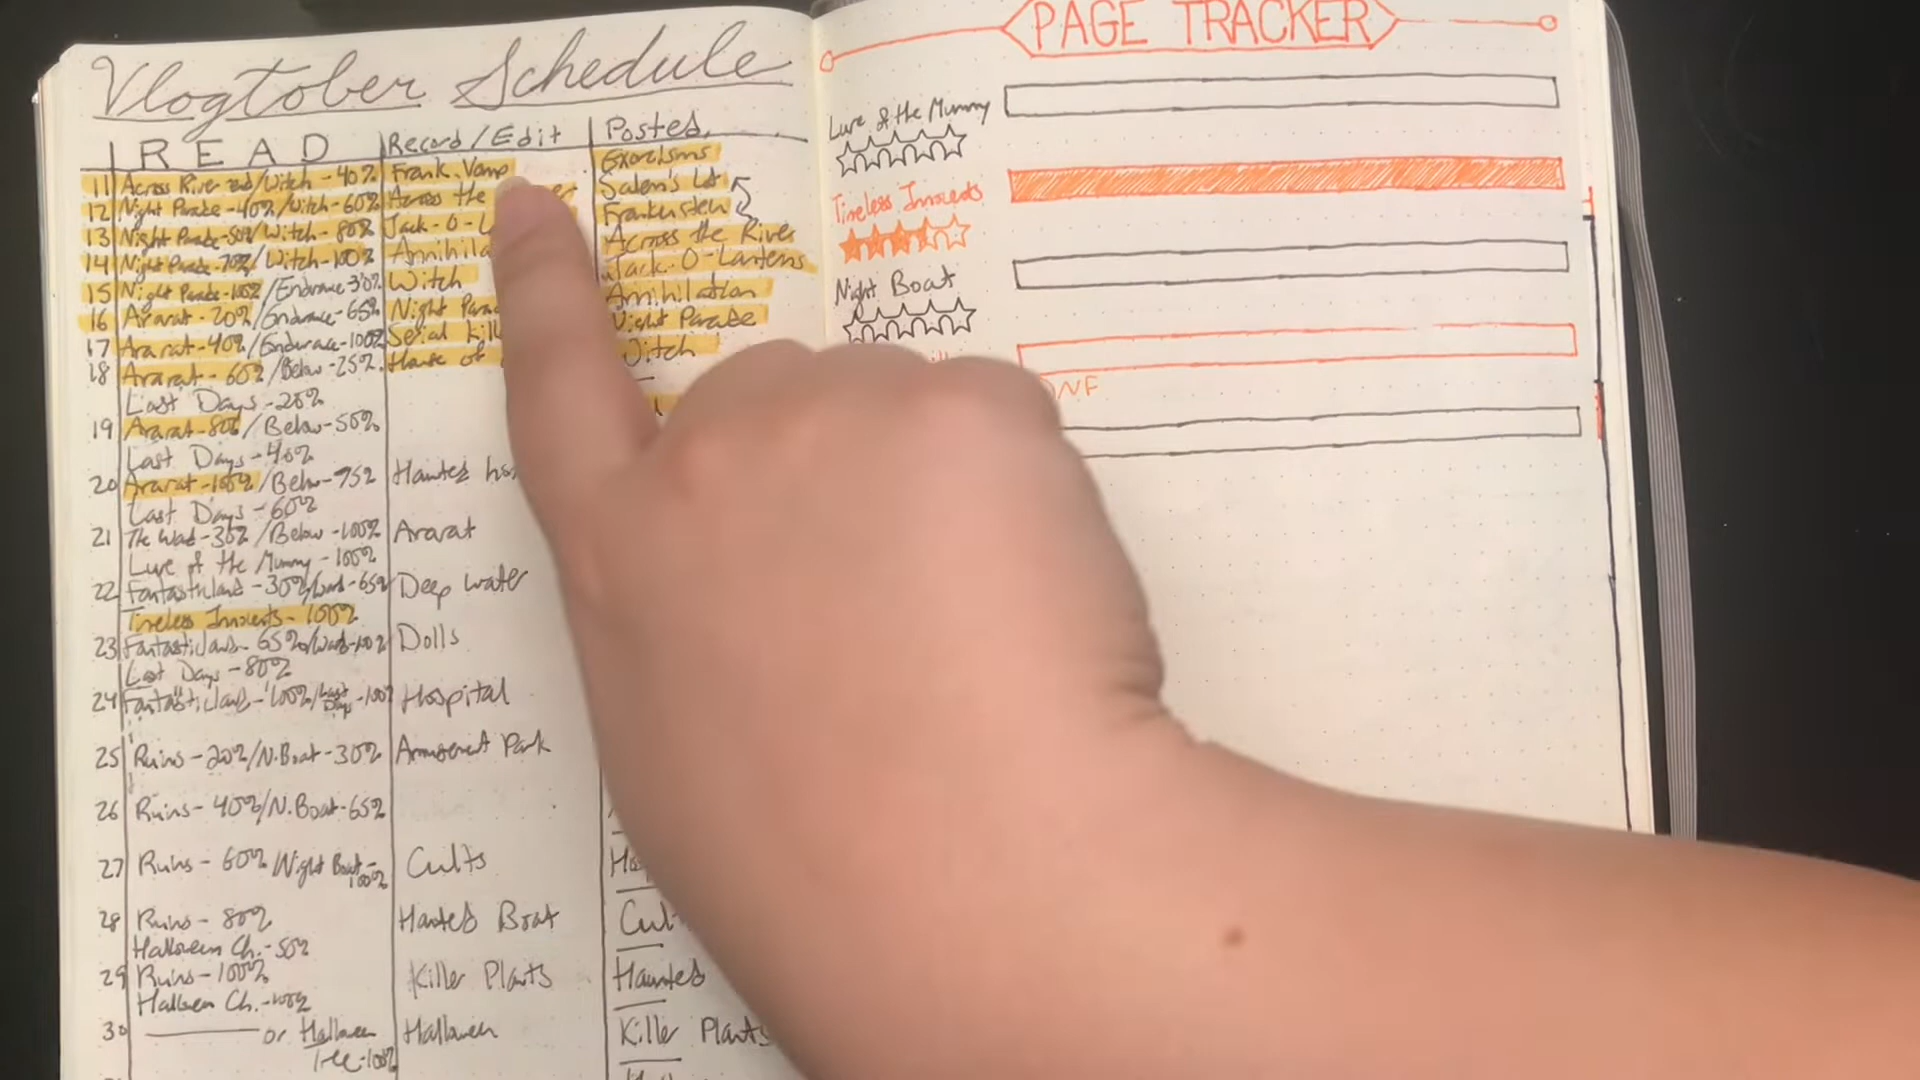 Vlogtober Schedule
READ Record/Edit Posted
Exorcisms
11 Across River /Witch - 40% Frank. Vamp Salem's Lot
12 Night Parade - 40%/Witch - 60% Across the Frankenstein
13 Night Parade - 50%/Witch - 80% Jack-O-L Across the River
14 Night Parade - 70%/Witch - 100% Annihila Jack-O-Lanterns
15 Night Parade - 100%/Endurance 30% Witch Annihilation
16 Ararat - 20%/Endurance - 65% Night Para Night Parade
17 Ararat - 40%/Endurance - 100% Serial kill Witch
18 Ararat - 60%/Below - 25% House of
Last Days - 20%
19 Ararat - 80%/Below - 50%
Last Days - 40%
20 Ararat - 100%/Below - 75% Haunted ho
Last Days - 60%
21 The Ward - 35%/Below - 100% Ararat
Lure of the Mummy - 100%
22 Fantasticland - 30%/Ward - 65% Deep water
Tireless Innocents - 100%
23 Fantasticland - 65%/Ward - 100% Dolls
Last Days - 80%
24 Fantasticland - 100%/Last Days - 100% Hospital
25 Ruins - 20%/N.Boat - 30% Amusement Park
26 Ruins - 40%/N.Boat - 65%
27 Ruins - 60% /Night Boat - 100% Cults
28 Ruins - 80% Haunted Boat Cul
Halloween Ch. - 50%
29 Ruins - 100% Killer Plants Haunted
Halloween Ch. - 100%
30 or Halloween Halloween Killer Plants
Tree - 100%
PAGE TRACKER
Lure of the Mummy
Tireless Innocents
Night Boat
DNF